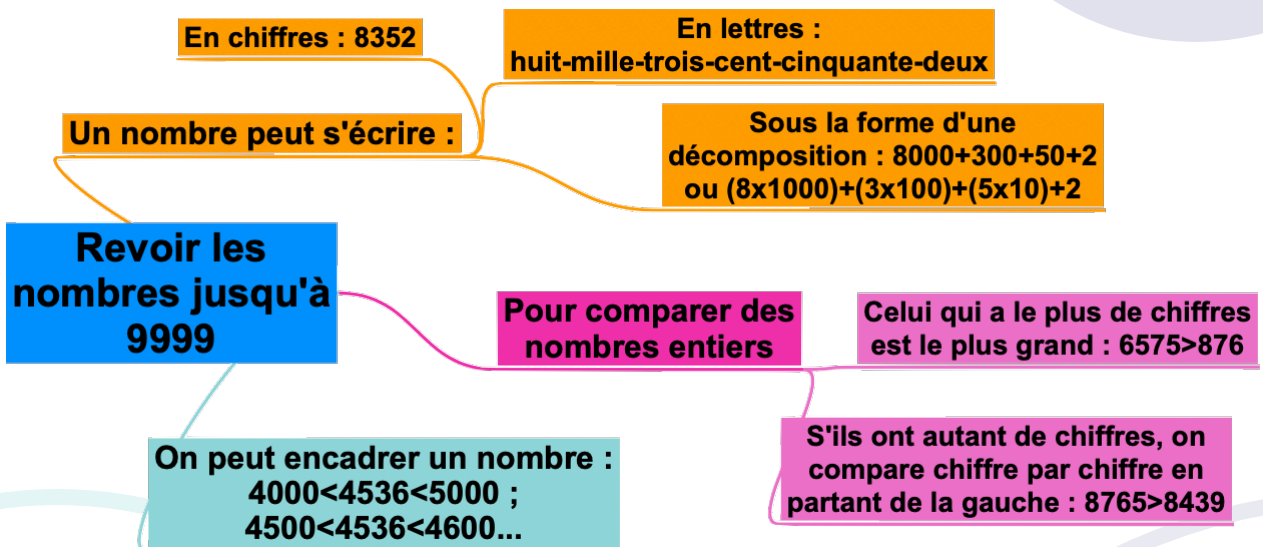 Revoir les
nombres jusqu'à
9999
Un nombre peut s'écrire :
En chiffres : 8352
En lettres :
huit-mille-trois-cent-cinquante-deux
Sous la forme d'une
décomposition : 8000+300+50+2
ou (8x1000)+(3x100)+(5x10)+2
Pour comparer des
nombres entiers
Celui qui a le plus de chiffres
est le plus grand : 6575>876
S'ils ont autant de chiffres, on
compare chiffre par chiffre en
partant de la gauche : 8765>8439
On peut encadrer un nombre :
4000<4536<5000 ;
4500<4536<4600...